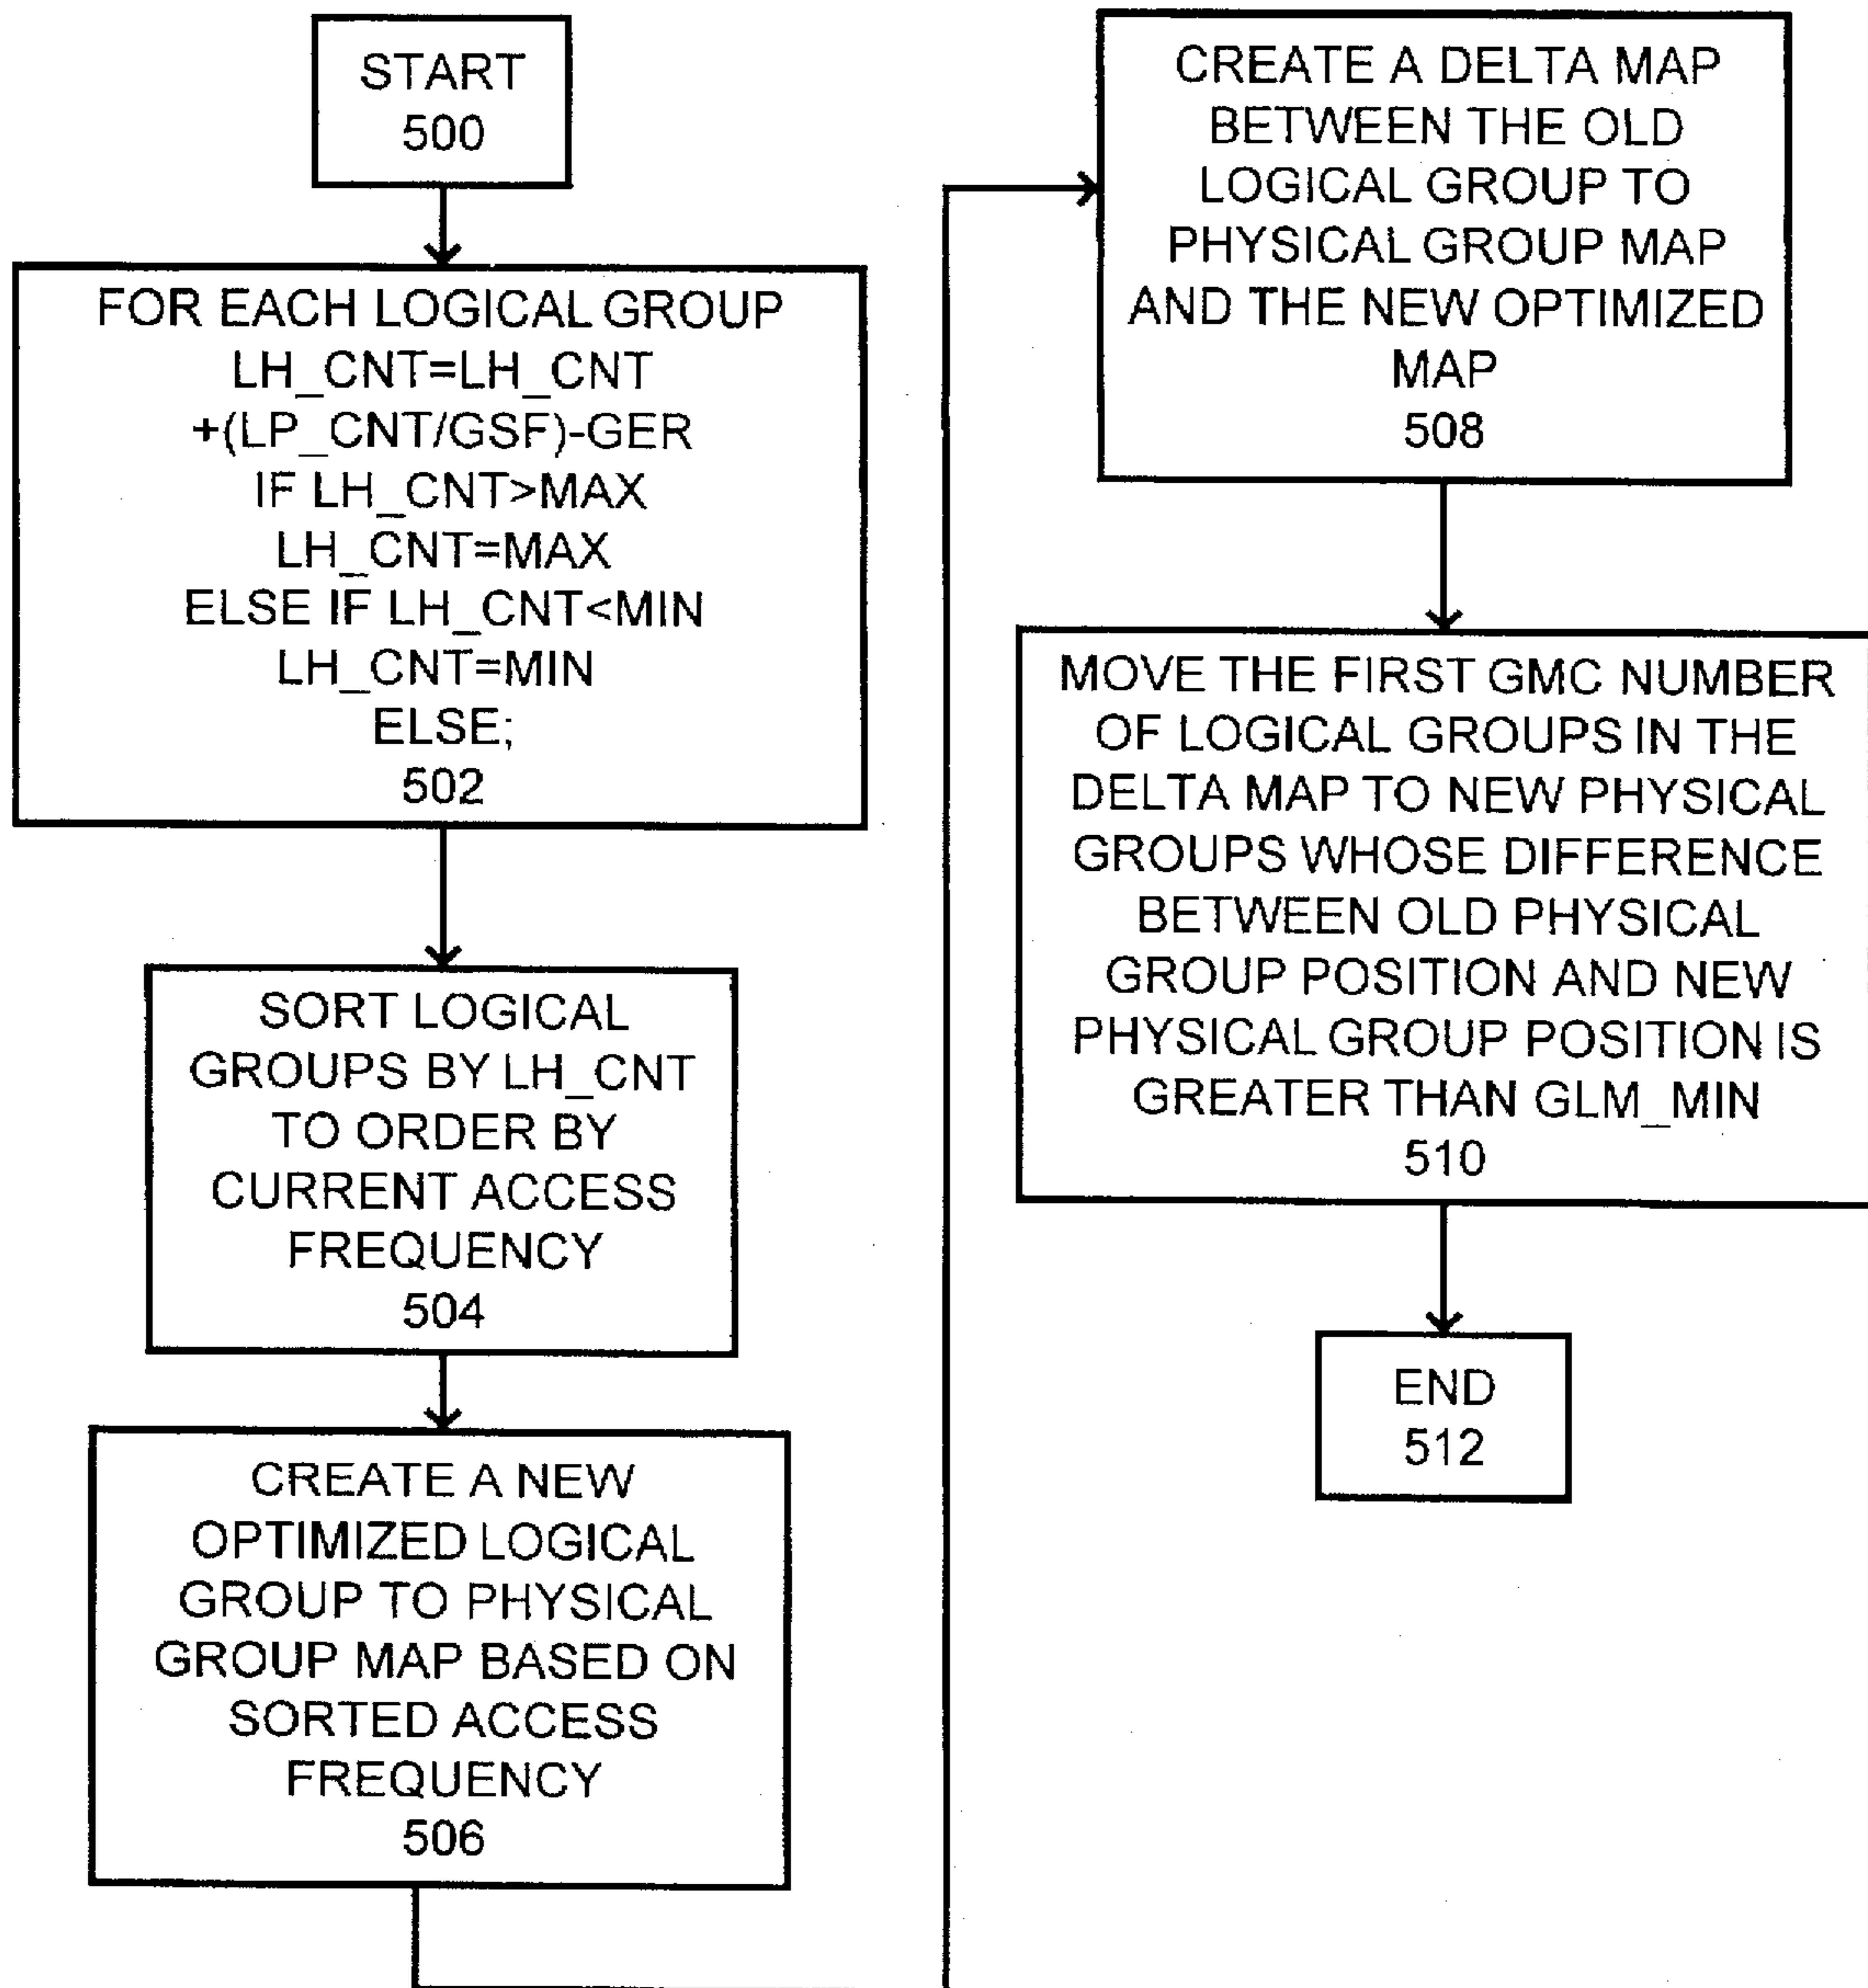 START
500
FOR EACH LOGICAL GROUP
LH_CNT=LH_CNT
+(LP_CNT/GSF)-GER
IF LH_CNT>MAX
LH_CNT=MAX
ELSE IF LH_CNT<MIN
LH_CNT=MIN
ELSE;
502
SORT LOGICAL
GROUPS BY LH_CNT
TO ORDER BY
CURRENT ACCESS
FREQUENCY
504
CREATE A NEW
OPTIMIZED LOGICAL
GROUP TO PHYSICAL
GROUP MAP BASED ON
SORTED ACCESS
FREQUENCY
506
CREATE A DELTA MAP
BETWEEN THE OLD
LOGICAL GROUP TO
PHYSICAL GROUP MAP
AND THE NEW OPTIMIZED
MAP
508
MOVE THE FIRST GMC NUMBER
OF LOGICAL GROUPS IN THE
DELTA MAP TO NEW PHYSICAL
GROUPS WHOSE DIFFERENCE
BETWEEN OLD PHYSICAL
GROUP POSITION AND NEW
PHYSICAL GROUP POSITION IS
GREATER THAN GLM_MIN
510
END
512